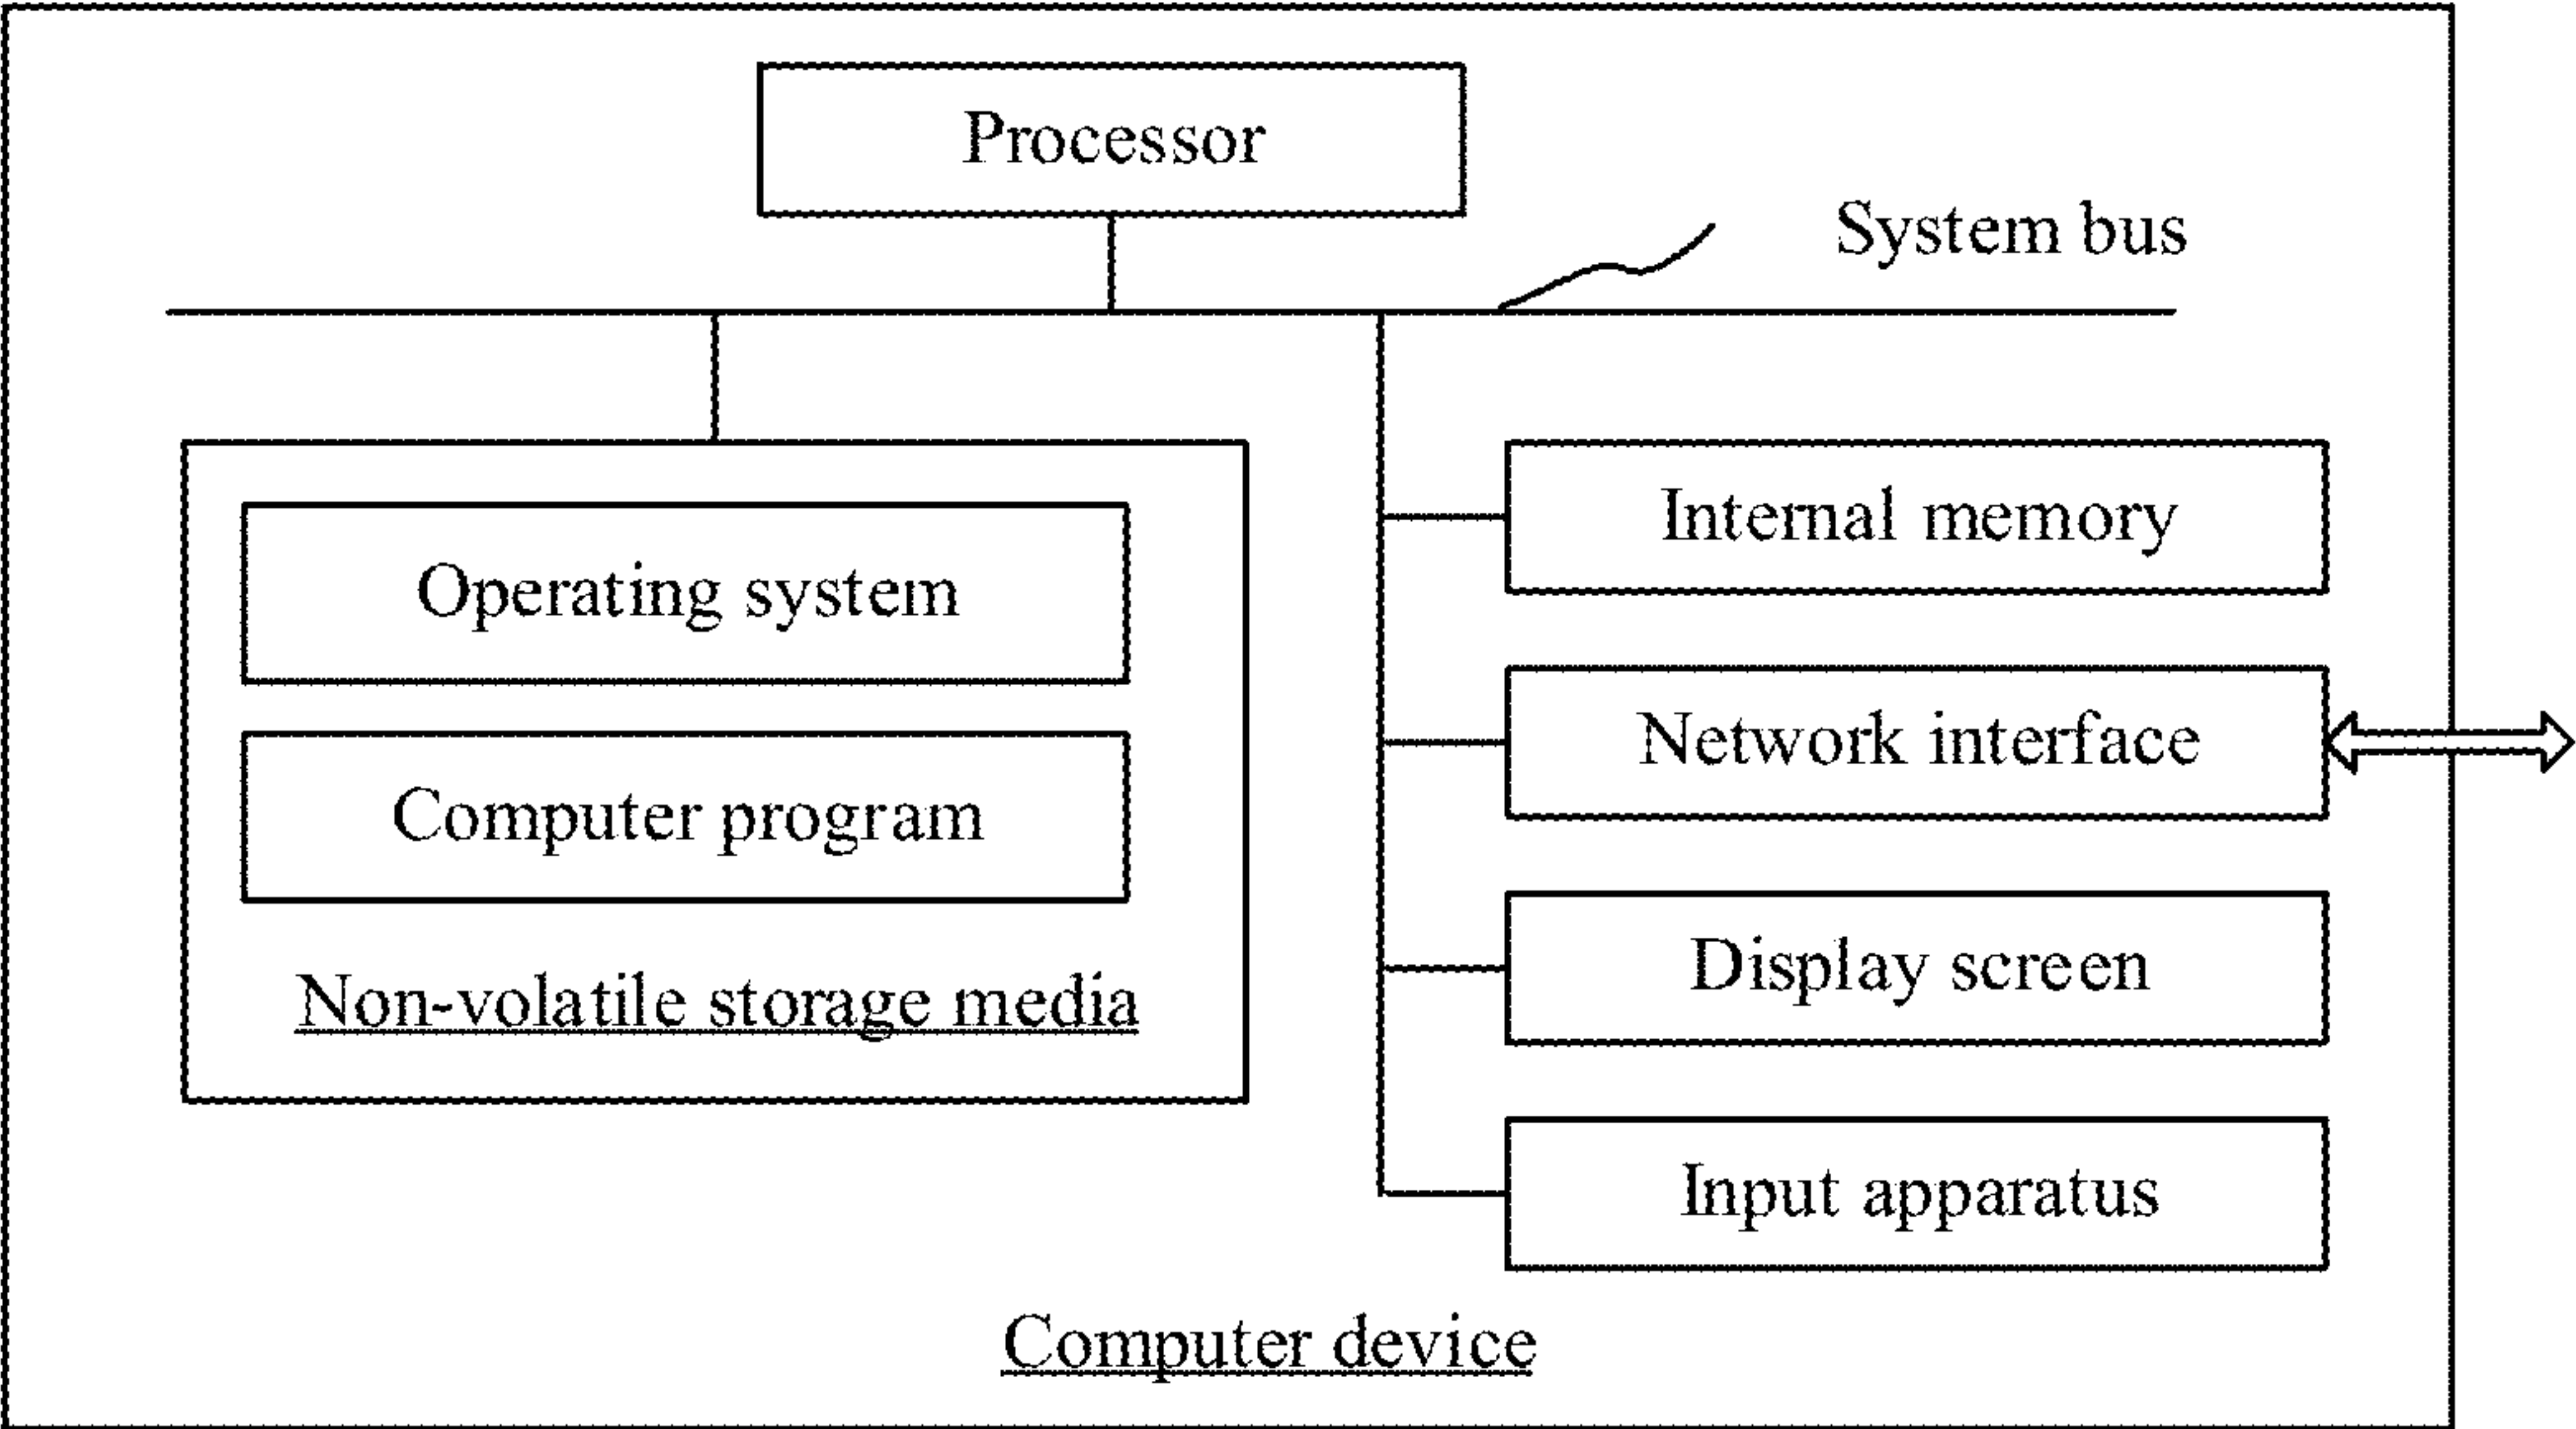 Processor
System bus
Operating system
Computer program
Non-volatile storage media
Internal memory
Network interface
Display screen
Input apparatus
Computer device